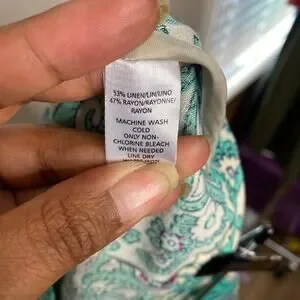 53% LINEN/LIN/LINO
47% RAYON/RAYONNE/
RAYON
MACHINE WASH
COLD
ONLY NON-
CHLORINE BLEACH
WHEN NEEDED
LINE DRY